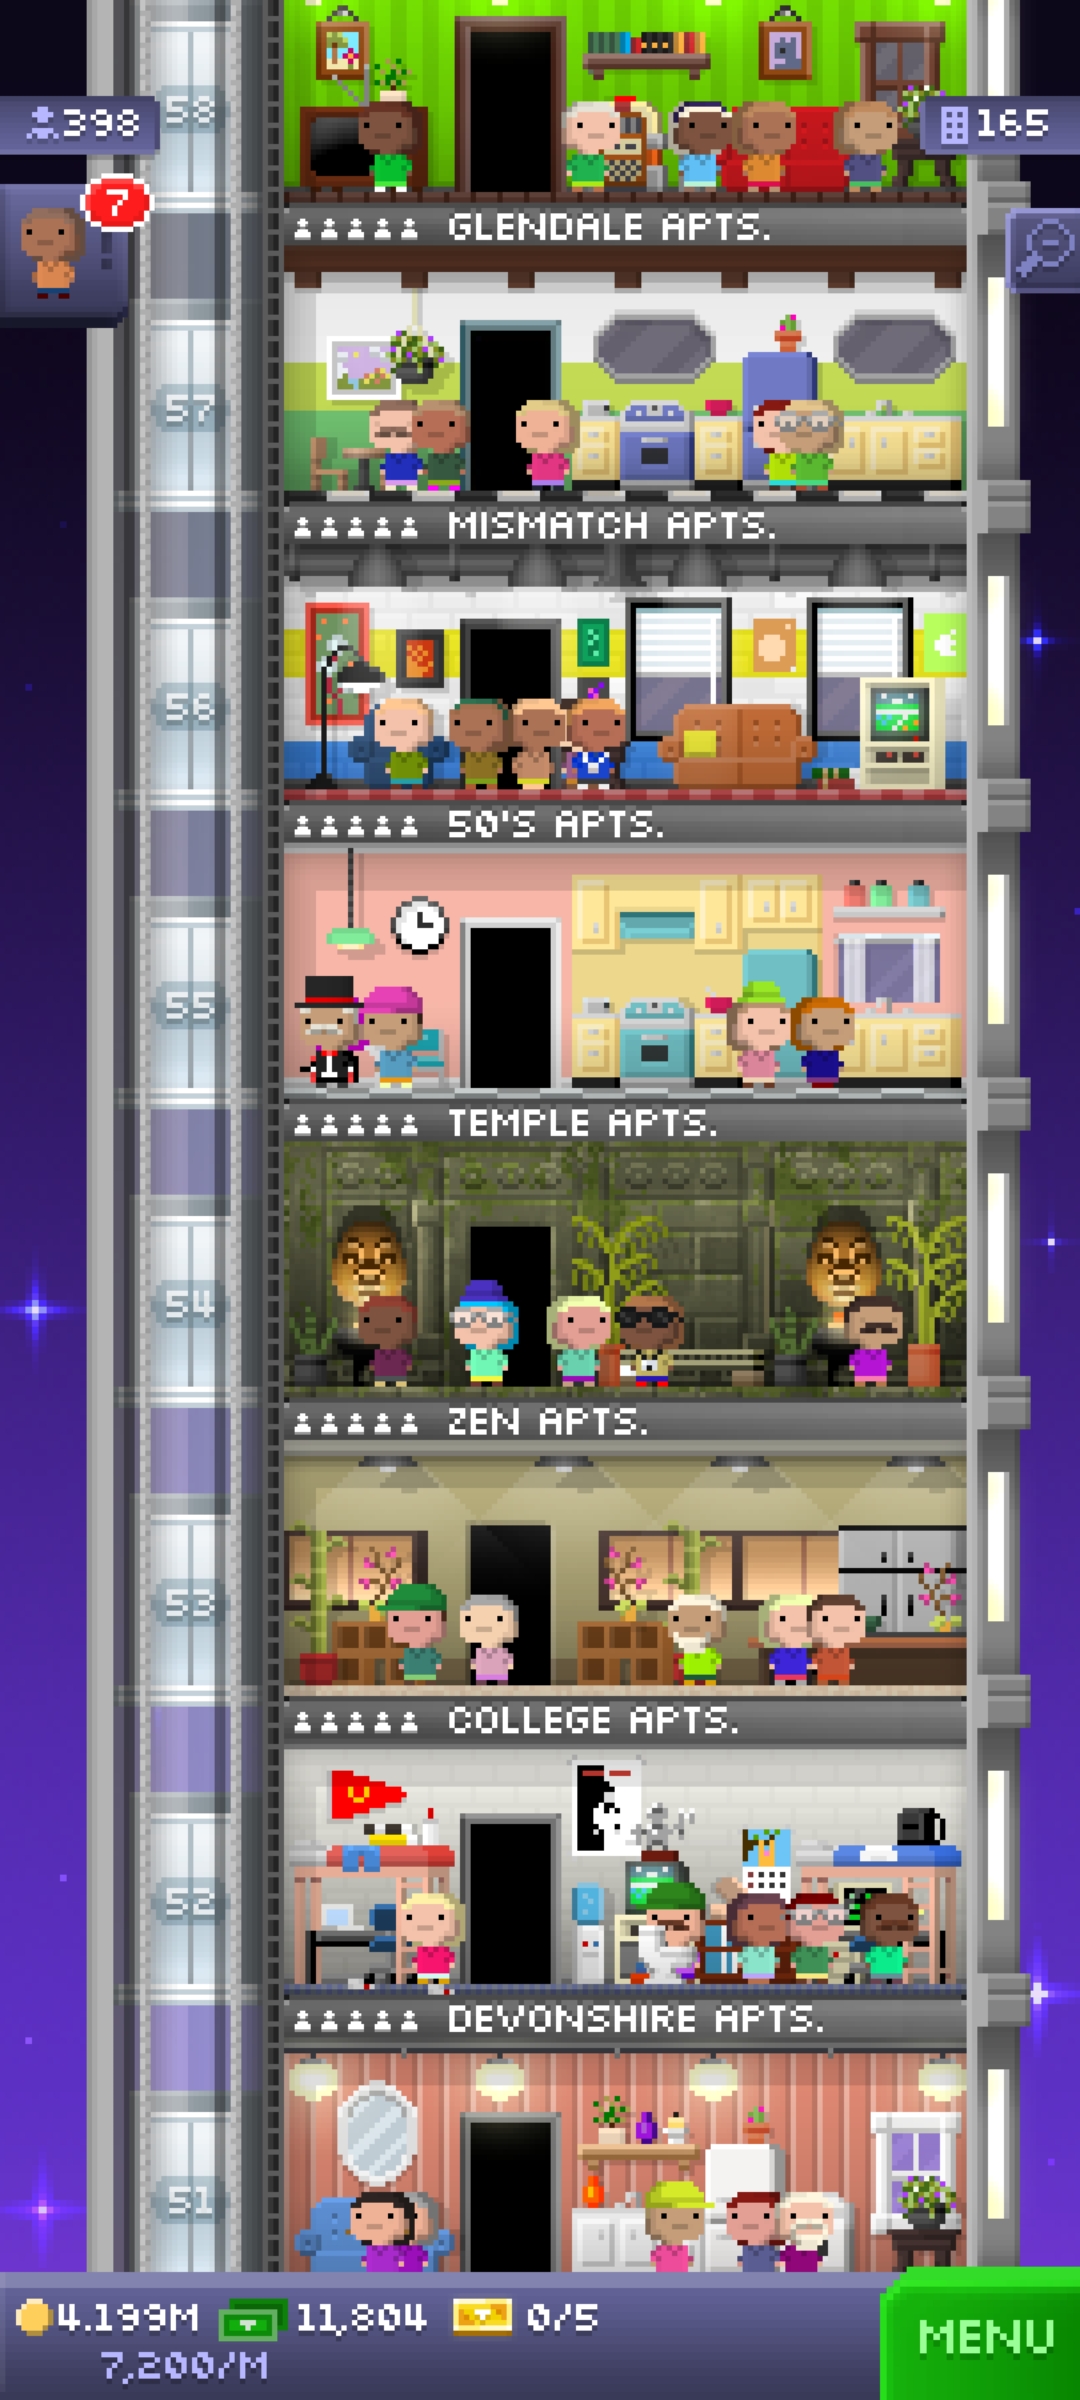 58
398
165
7
GLENDALE APTS.
57
MISMATCH APTS.
56
50'S APTS.
55
TEMPLE APTS.
54
ZEN APTS.
53
COLLEGE APTS.
52
DEVONSHIRE APTS.
51
4.199M 11,804 0/5
7,200/M
MENU